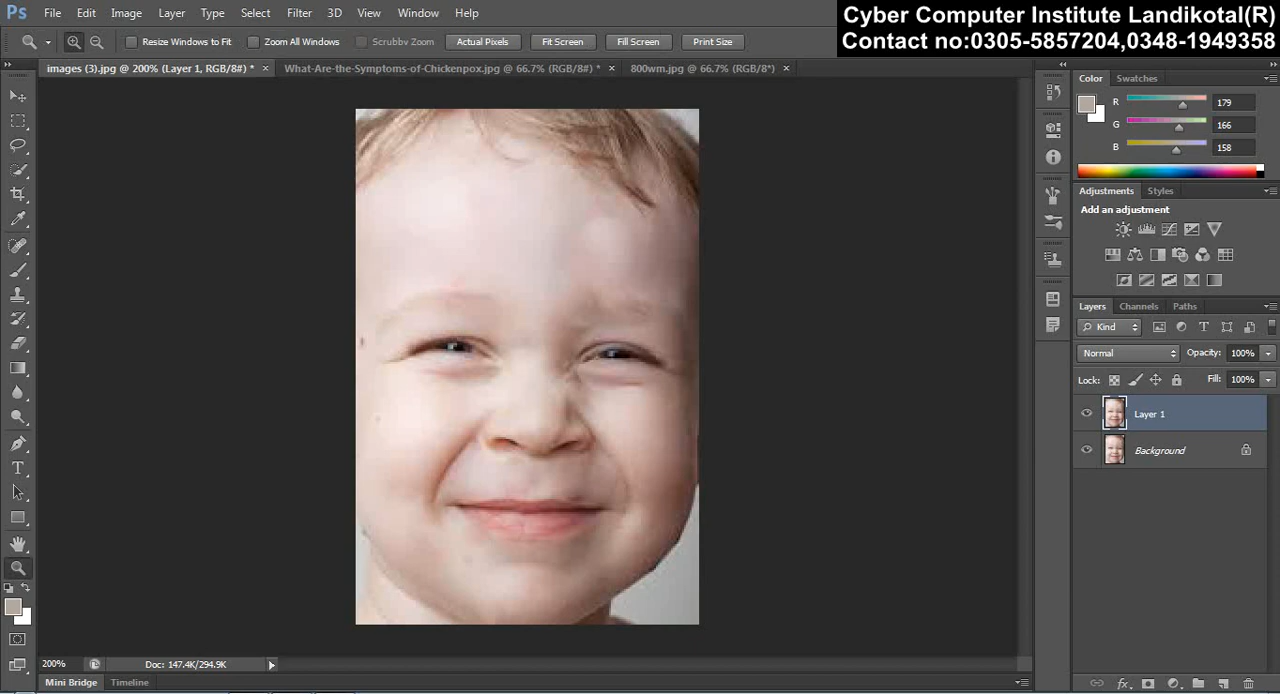 Ps File Edit Image Layer Type Select Filter 3D View Window Help
Cyber Computer Institute Landikotal(R)
Contact no:0305-5857204,0348-1949358
Resize Windows to Fit Zoom All Windows Scrubby Zoom Actual Pixels Fit Screen Fill Screen Print Size
images (3).jpg @ 200% (Layer 1, RGB/8#) * × What-Are-the-Symptoms-of-Chickenpox.jpg @ 66.7% (RGB/8#) * × 800wm.jpg @ 66.7% (RGB/8*) ×
Color Swatches
R 179
G 166
B 158
Adjustments Styles
Add an adjustment
Layers Channels Paths
Kind
Normal Opacity: 100%
Lock: Fill: 100%
Layer 1
Background
200% Doc: 147.4K/294.9K
Mini Bridge Timeline